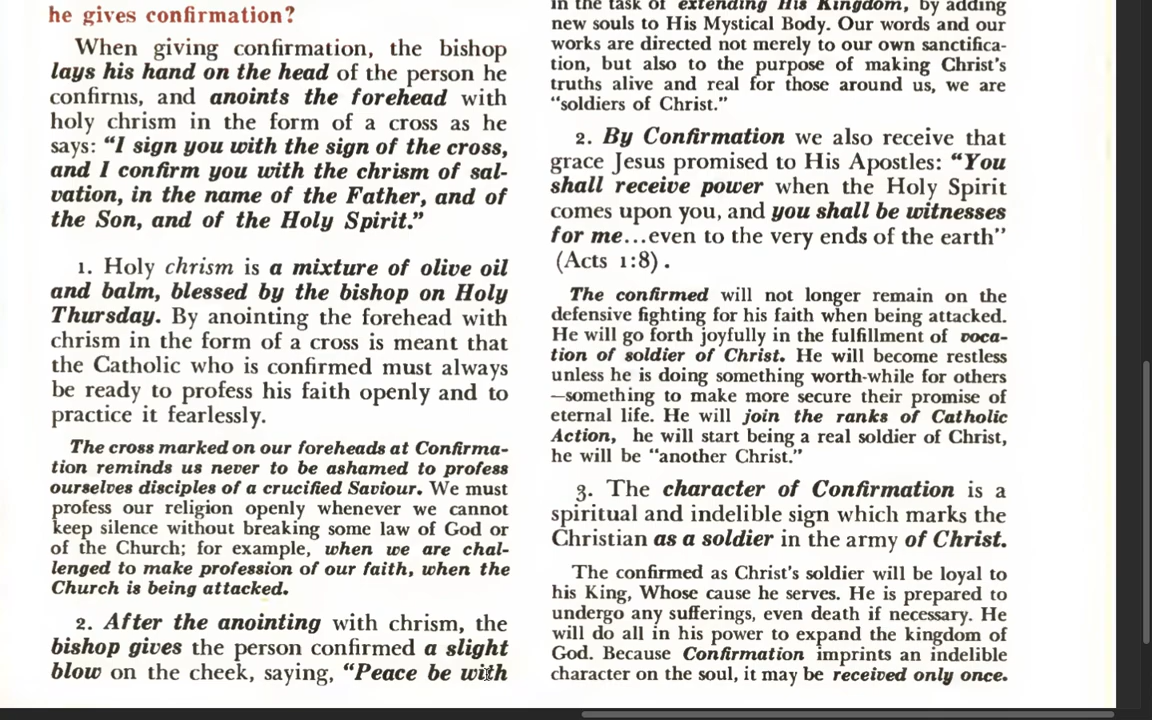 he gives confirmation?
When giving confirmation, the bishop
lays his hand on the head of the person he
confirms, and anoints the forehead with
holy chrism in the form of a cross as he
says: “I sign you with the sign of the cross,
and I confirm you with the chrism of sal-
vation, in the name of the Father, and of
the Son, and of the Holy Spirit.”
1. Holy chrism is a mixture of olive oil
and balm, blessed by the bishop on Holy
Thursday. By anointing the forehead with
chrism in the form of a cross is meant that
the Catholic who is confirmed must always
be ready to profess his faith openly and to
practice it fearlessly.
The cross marked on our foreheads at Confirma-
tion reminds us never to be ashamed to profess
ourselves disciples of a crucified Saviour. We must
profess our religion openly whenever we cannot
keep silence without breaking some law of God or
of the Church; for example, when we are chal-
lenged to make profession of our faith, when the
Church is being attacked.
2. After the anointing with chrism, the
bishop gives the person confirmed a slight
blow on the cheek, saying, “Peace be with
in the task of extending His Kingdom, by adding
new souls to His Mystical Body. Our words and our
works are directed not merely to our own sanctifica-
tion, but also to the purpose of making Christ’s
truths alive and real for those around us, we are
“soldiers of Christ.”
2. By Confirmation we also receive that
grace Jesus promised to His Apostles: “You
shall receive power when the Holy Spirit
comes upon you, and you shall be witnesses
for me...even to the very ends of the earth”
(Acts 1:8).
The confirmed will not longer remain on the
defensive fighting for his faith when being attacked.
He will go forth joyfully in the fulfillment of voca-
tion of soldier of Christ. He will become restless
unless he is doing something worth-while for others
—something to make more secure their promise of
eternal life. He will join the ranks of Catholic
Action, he will start being a real soldier of Christ,
he will be “another Christ.”
3. The character of Confirmation is a
spiritual and indelible sign which marks the
Christian as a soldier in the army of Christ.
The confirmed as Christ’s soldier will be loyal to
his King, Whose cause he serves. He is prepared to
undergo any sufferings, even death if necessary. He
will do all in his power to expand the kingdom of
God. Because Confirmation imprints an indelible
character on the soul, it may be received only once.